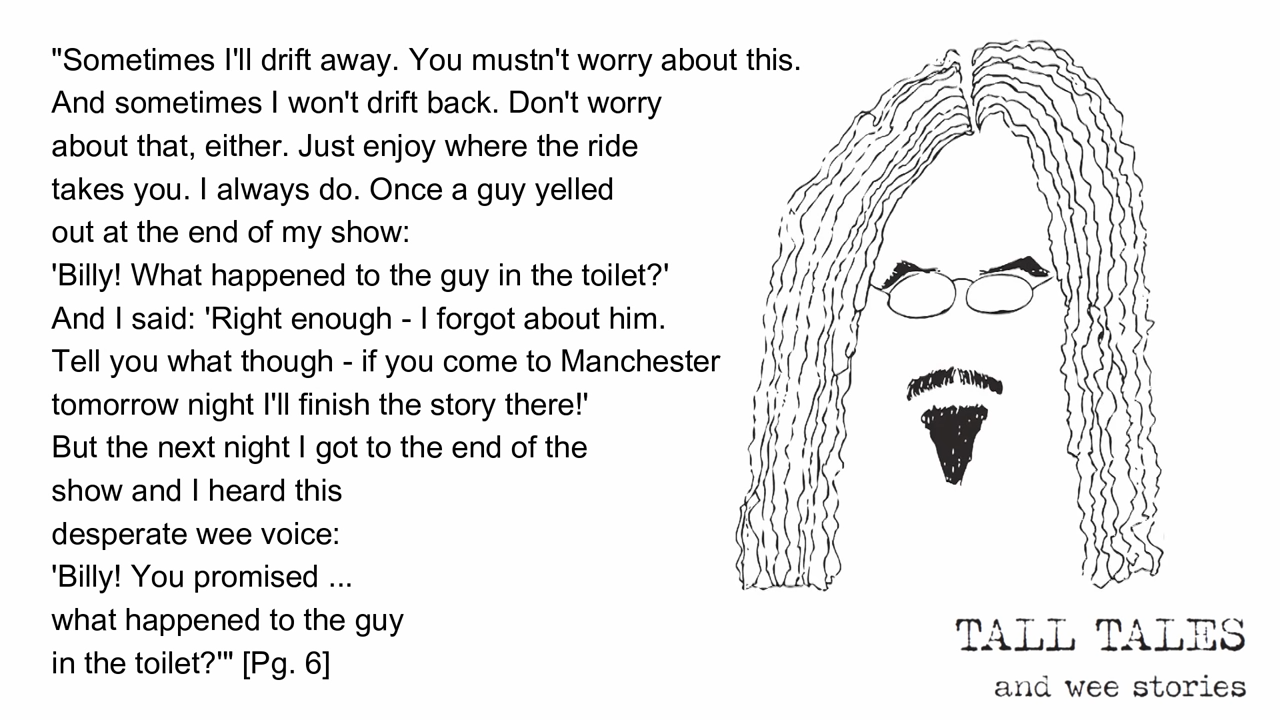 "Sometimes I'll drift away. You mustn't worry about this.
And sometimes I won't drift back. Don't worry
about that, either. Just enjoy where the ride
takes you. I always do. Once a guy yelled
out at the end of my show:
'Billy! What happened to the guy in the toilet?'
And I said: 'Right enough - I forgot about him.
Tell you what though - if you come to Manchester
tomorrow night I'll finish the story there!'
But the next night I got to the end of the
show and I heard this
desperate wee voice:
'Billy! You promised ...
what happened to the guy
in the toilet?'" [Pg. 6]
TALL TALES
and wee stories